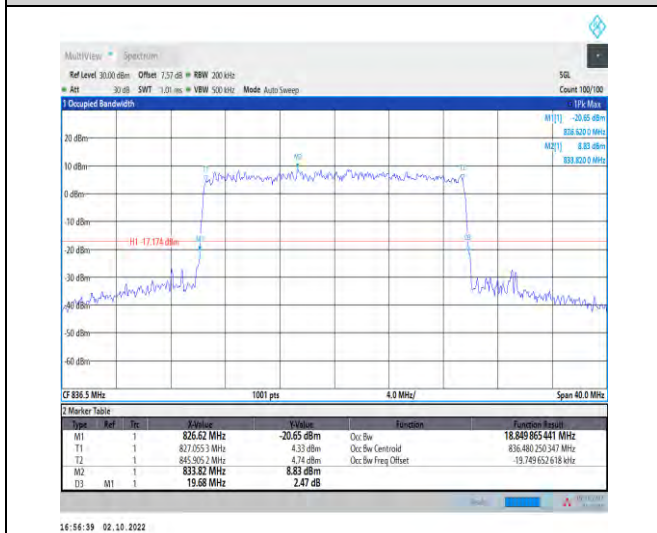 MultiView Spectrum
Ref Level 30.00 dBm Offset 7.57 dB RBW 200 kHz SGL
Att 30 dB SWT 1.01 ms VBW 500 kHz Mode Auto Sweep Count 100/100
1 Occupied Bandwidth 1Pk Max
M1[1] -20.65 dBm
826.620 0 MHz
M2[1] 8.83 dBm
833.820 0 MHz
20 dBm
10 dBm
0 dBm
-10 dBm
H1 -17.174 dBm
-20 dBm
-30 dBm
-40 dBm
-50 dBm
-60 dBm
T1 M2 T2
M1 D3
CF 836.5 MHz 1001 pts 4.0 MHz/ Span 40.0 MHz
2 Marker Table
Type Ref Trc X-Value Y-Value Function Function Result
M1 1 826.62 MHz -20.65 dBm Occ Bw 18.849 865 441 MHz
T1 1 827.055 3 MHz 4.33 dBm Occ Bw Centroid 836.480 250 347 MHz
T2 1 845.905 2 MHz 4.74 dBm Occ Bw Freq Offset -19.749 652 618 kHz
M2 1 833.82 MHz 8.83 dBm
D3 M1 1 19.68 MHz 2.47 dB
16:56:39 02.10.2022